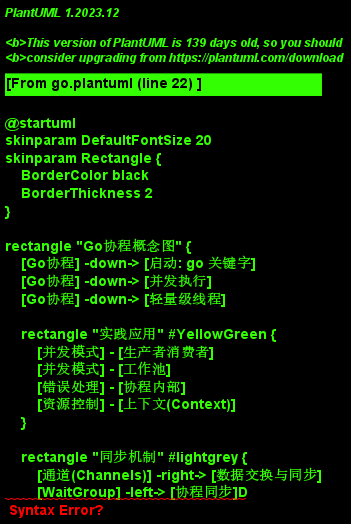 PlantUML 1.2023.12
<b>This version of PlantUML is 139 days old, so you should
<b>consider upgrading from https://plantuml.com/download
[From go.plantuml (line 22) ]
@startuml
skinparam DefaultFontSize 20
skinparam Rectangle {
    BorderColor black
    BorderThickness 2
}
rectangle "Go协程概念图" {
    [Go协程] -down-> [启动: go 关键字]
    [Go协程] -down-> [并发执行]
    [Go协程] -down-> [轻量级线程]
    rectangle "实践应用" #YellowGreen {
        [并发模式] - [生产者消费者]
        [并发模式] - [工作池]
        [错误处理] - [协程内部]
        [资源控制] - [上下文(Context)]
    }
    rectangle "同步机制" #lightgrey {
        [通道(Channels)] -right-> [数据交换与同步]
        [WaitGroup] -left-> [协程同步]D
Syntax Error?